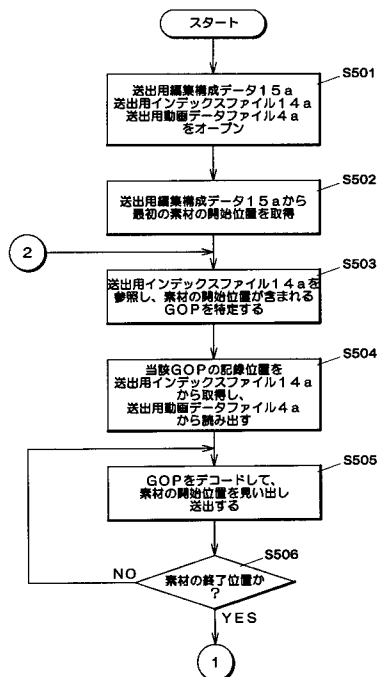 スタート
S501
送出用編集構成データ15a
送出用インデックスファイル14a
送出用動画データファイル4a
をオープン
S502
送出用編集構成データ15aから
最初の素材の開始位置を取得
2
S503
送出用インデックスファイル14aを
参照し、素材の開始位置が含まれる
GOPを特定する
S504
当該GOPの記録位置を
送出用インデックスファイル14a
から取得し、
送出用動画データファイル4a
から読み出す
S505
GOPをデコードして、
素材の開始位置を見い出し
送出する
S506
NO
素材の終了位置か
?
YES
1